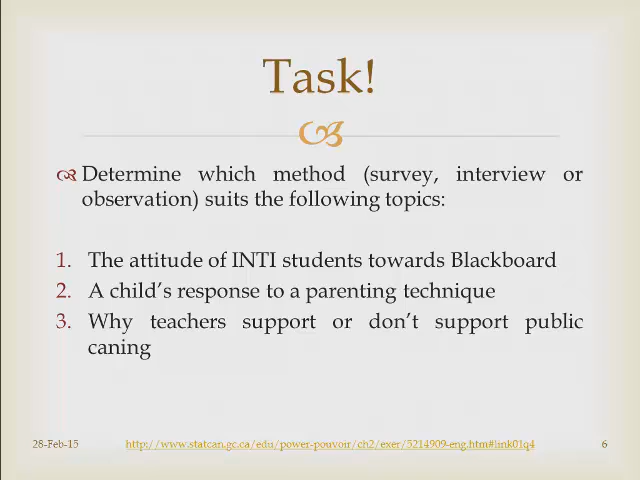 Task!
Determine which method (survey, interview or
observation) suits the following topics:
1. The attitude of INTI students towards Blackboard
2. A child's response to a parenting technique
3. Why teachers support or don't support public
caning
28-Feb-15 http://www.statcan.gc.ca/edu/power-pouvoir/ch2/exer/5214909-eng.htm#link01q4 6